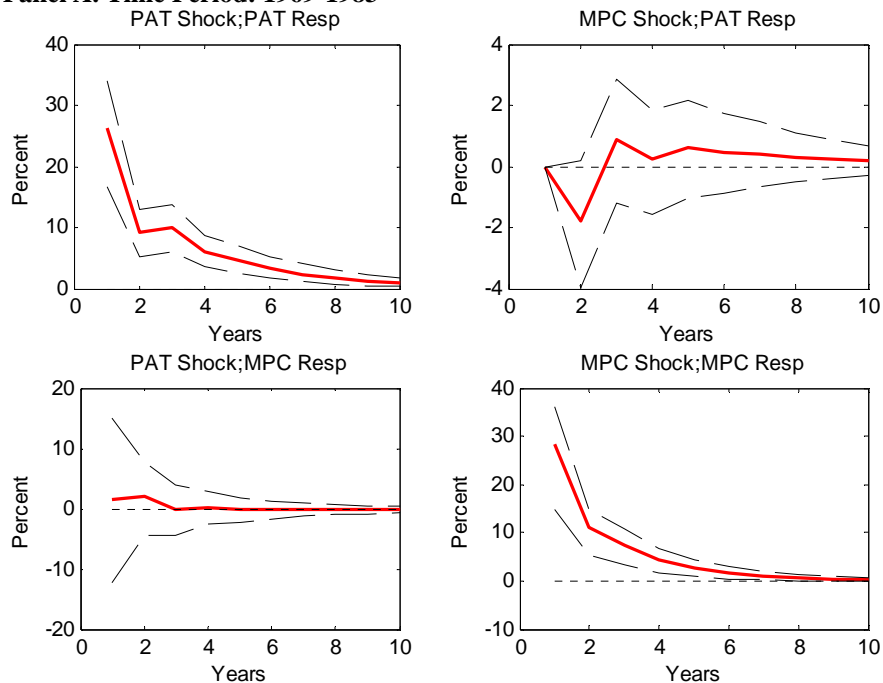 Panel A: Time Period:
PAT Shock;PAT Resp
40
30
20
10
0
Percent
0 2 4 6 8 10
Years
MPC Shock;PAT Resp
4
2
0
-2
-4
Percent
0 2 4 6 8 10
Years
PAT Shock;MPC Resp
20
10
0
-10
-20
Percent
0 2 4 6 8 10
Years
MPC Shock;MPC Resp
40
30
20
10
0
-10
Percent
0 2 4 6 8 10
Years